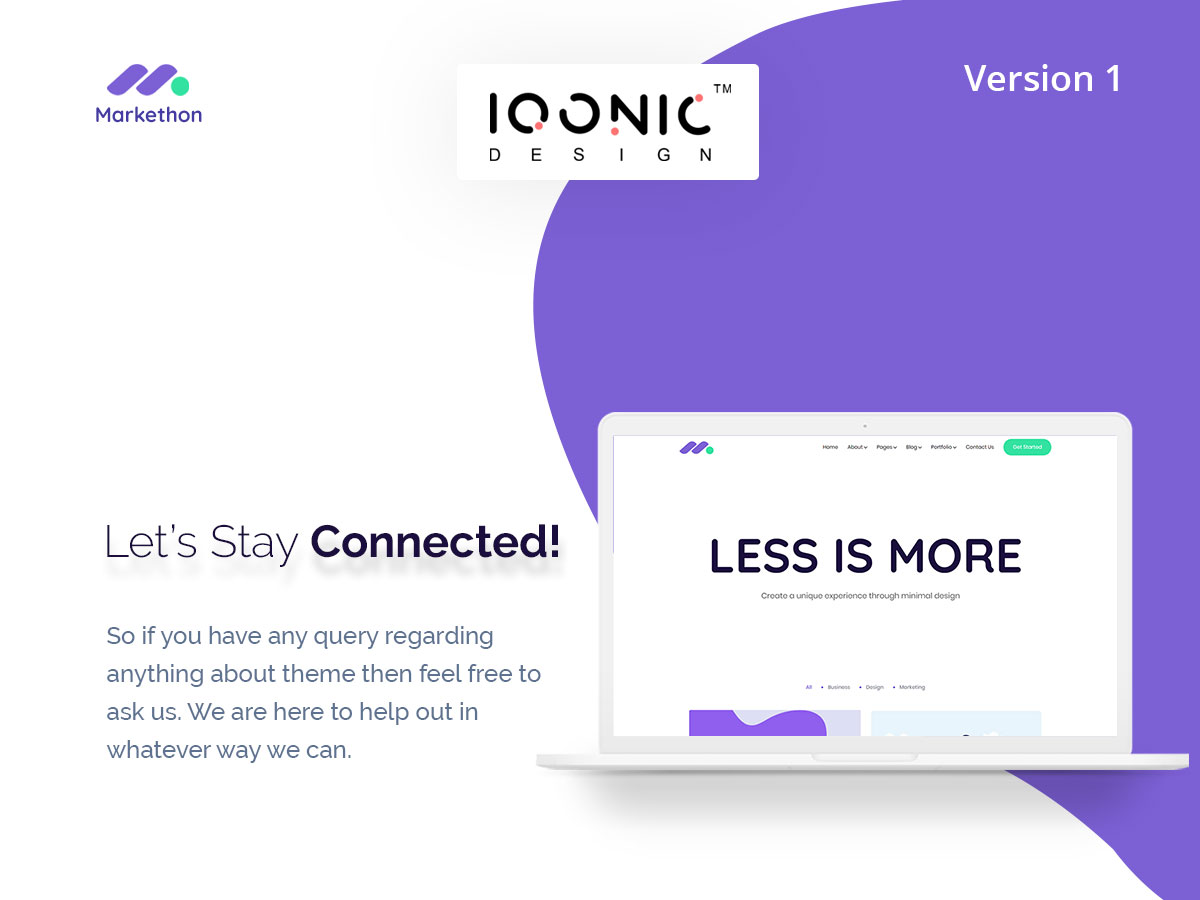 Markethon
IQONIC
TM
DESIGN
Version 1
Home About Pages Blog Portfolio Contact Us Get Started
LESS IS MORE
Create a unique experience through minimal design
All • Business • Design • Marketing
Let's Stay Connected!
So if you have any query regarding
anything about theme then feel free to
ask us. We are here to help out in
whatever way we can.